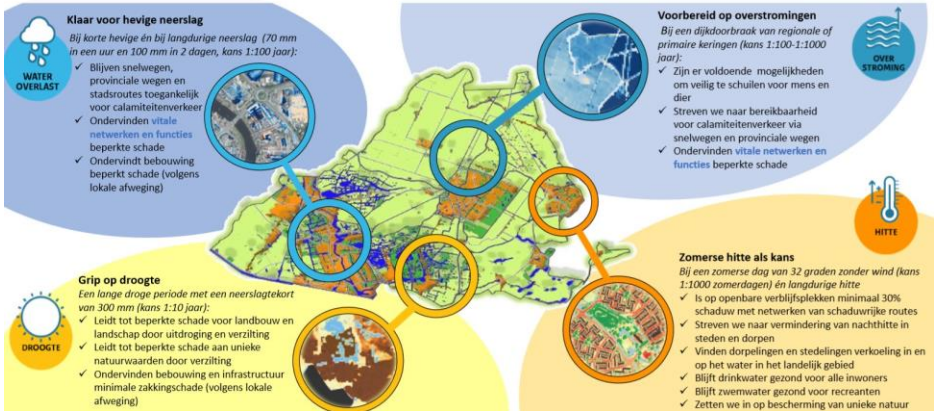 Klaar voor hevige neerslag
Bij korte hevige én bij langdurige neerslag (70 mm
in een uur en 100 mm in 2 dagen, kans 1:100 jaar):
✓ Blijven snelwegen,
provinciale wegen en
stadsroutes toegankelijk
voor calamiteitenverkeer
✓ Ondervinden vitale
netwerken en functies
beperkte schade
✓ Ondervindt bebouwing
beperkt schade (volgens
lokale afweging)
WATER
OVERLAST
Voorbereid op overstromingen
Bij een dijkdoorbraak van regionale of
primaire keringen (kans 1:100-1:1000
jaar):
✓ Zijn er voldoende mogelijkheden
om veilig te schuilen voor mens en
dier
✓ Streven we naar bereikbaarheid
voor calamiteitenverkeer via
snelwegen en provinciale wegen
✓ Ondervinden vitale netwerken en
functies beperkte schade
OVER
STROMING
Grip op droogte
Een lange droge periode met een neerslagtekort
van 300 mm (kans 1:10 jaar):
✓ Leidt tot beperkte schade voor landbouw en
landschap door uitdroging en verzilting
✓ Leidt tot beperkte schade aan unieke
natuurwaarden door verzilting
✓ Ondervinden bebouwing en infrastructuur
minimale zakkingschade (volgens lokale
afweging)
DROOGTE
Zomerse hitte als kans
Bij een zomerse dag van 32 graden zonder wind (kans
1:1000 zomerdagen) én langdurige hitte
✓ Is op openbare verblijfsplekken minimaal 30%
schaduw met netwerken van schaduwrijke routes
✓ Streven we naar vermindering van nachthitte in
steden en dorpen
✓ Vinden dorpelingen en stedelingen verkoeling in en
op het water in het landelijk gebied
✓ Blijft drinkwater gezond voor alle inwoners
✓ Blijft zwemwater gezond voor recreanten
✓ Zetten we in op bescherming van unieke natuur
HITTE